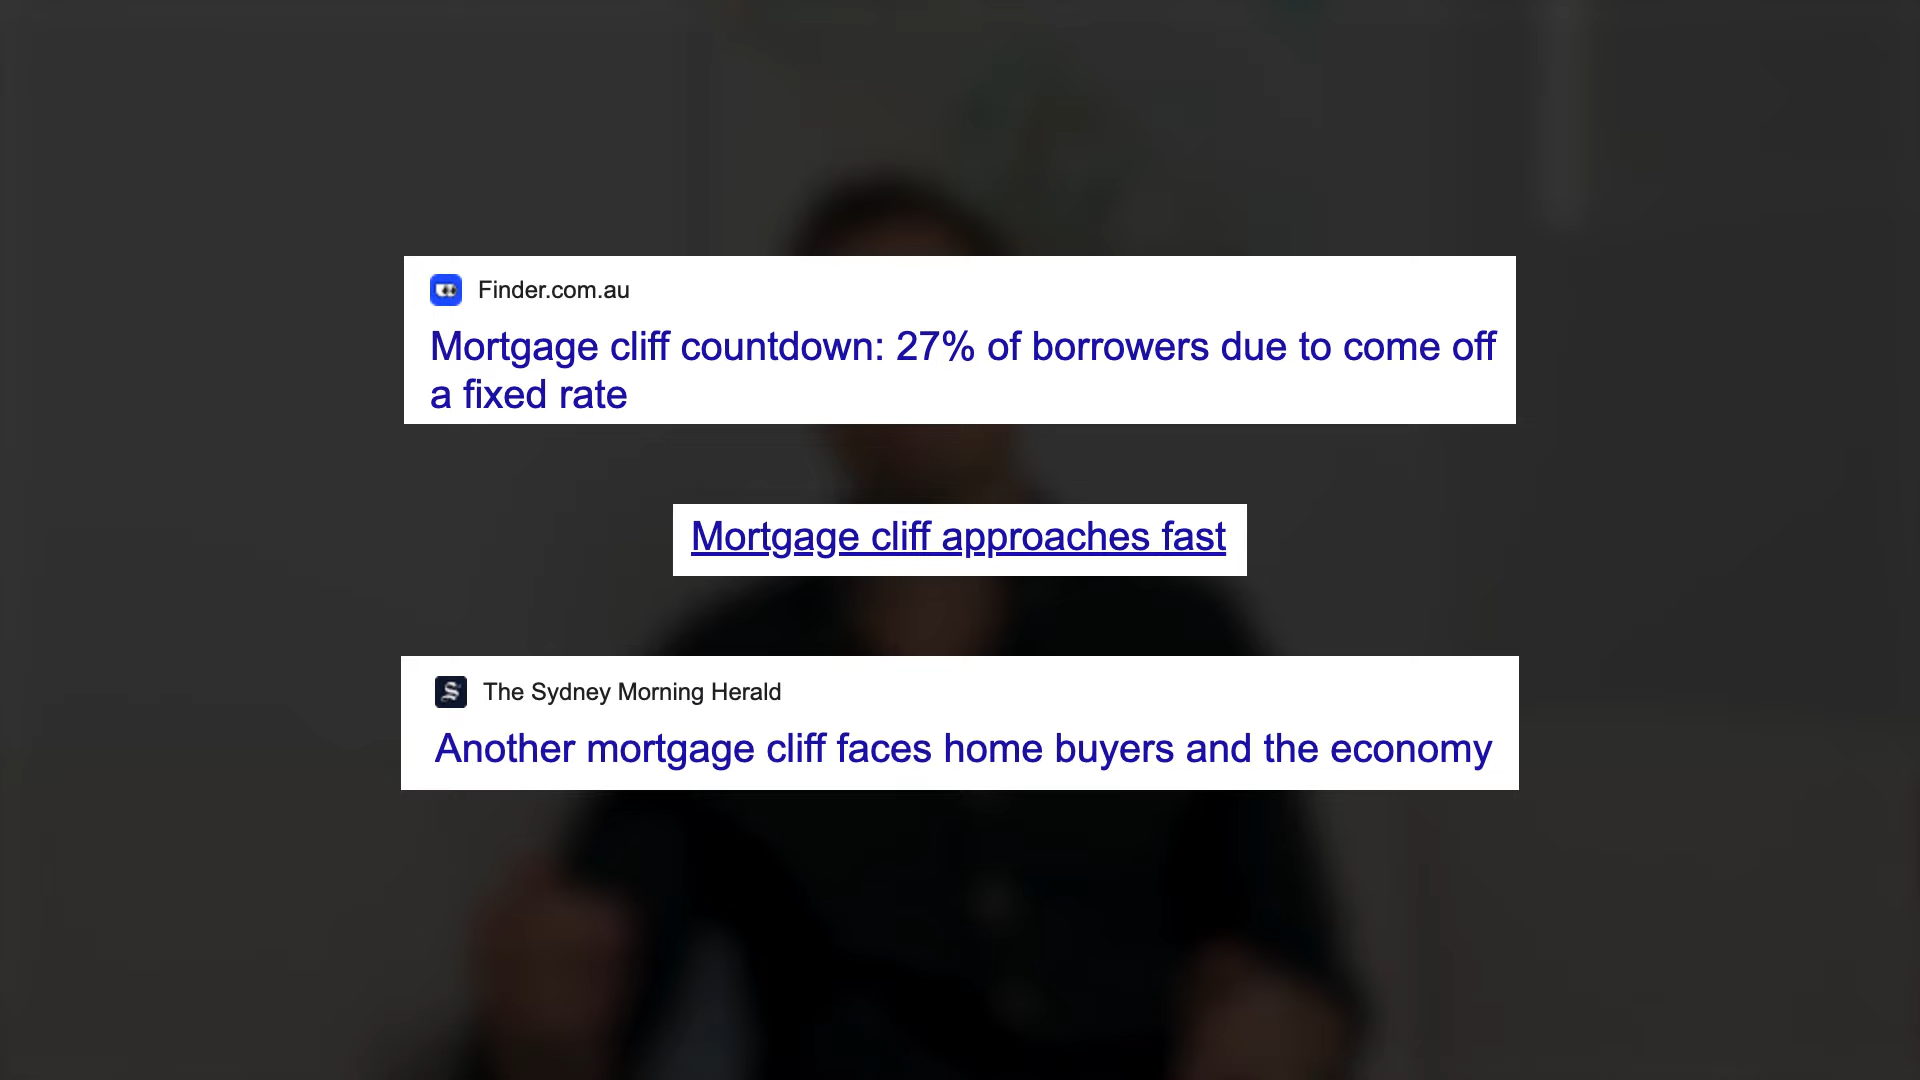 Finder.com.au
Mortgage cliff countdown: 27% of borrowers due to come off
a fixed rate
Mortgage cliff approaches fast
The Sydney Morning Herald
Another mortgage cliff faces home buyers and the economy